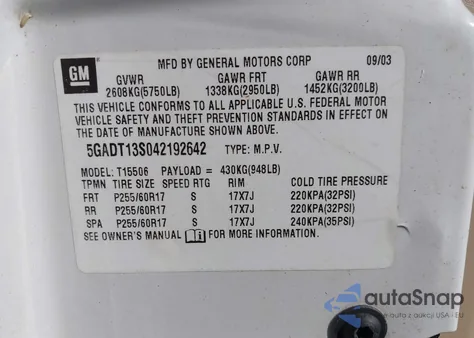 GM
MFD BY GENERAL MOTORS CORP 09/03
GVWR GAWR FRT GAWR RR
2608KG(5750LB) 1338KG(2950LB) 1452KG(3200LB)
THIS VEHICLE CONFORMS TO ALL APPLICABLE U.S. FEDERAL MOTOR
VEHICLE SAFETY AND THEFT PREVENTION STANDARDS IN EFFECT ON
THE DATE OF MANUFACTURE SHOWN ABOVE.
5GADT13S042192642 TYPE: M.P.V.
MODEL: T15506 PAYLOAD = 430KG(948LB)
TPMN TIRE SIZE SPEED RTG RIM COLD TIRE PRESSURE
FRT P255/60R17 S 17X7J 220KPA(32PSI)
RR P255/60R17 S 17X7J 220KPA(32PSI)
SPA P255/60R17 S 17X7J 240KPA(35PSI)
SEE OWNER'S MANUAL FOR MORE INFORMATION.
autoSnap
auta z aukcji USA - EU